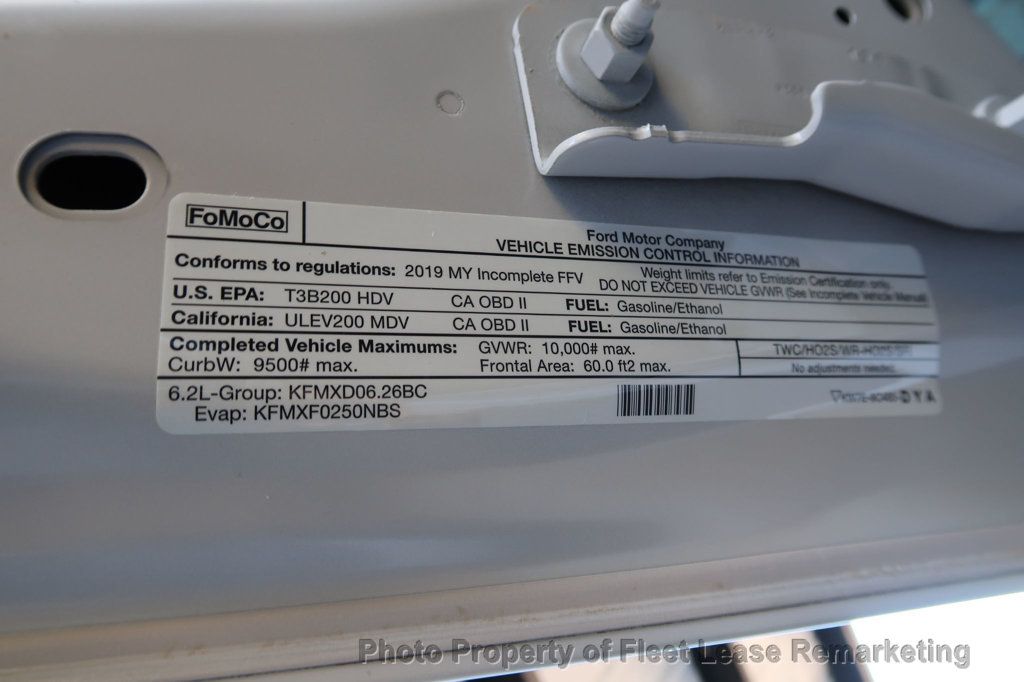 FoMoCo
Ford Motor Company
VEHICLE EMISSION CONTROL INFORMATION
Conforms to regulations: 2019 MY Incomplete FFV
Weight limits refer to Emission Certification only.
DO NOT EXCEED VEHICLE GVWR (See Incomplete Vehicle Manual)
U.S. EPA: T3B200 HDV CA OBD II FUEL: Gasoline/Ethanol
California: ULEV200 MDV CA OBD II FUEL: Gasoline/Ethanol
Completed Vehicle Maximums: GVWR: 10,000# max.
CurbW: 9500# max. Frontal Area: 60.0 ft2 max.
No adjustments needed.
6.2L-Group: KFMXD06.26BC
Evap: KFMXF0250NBS
DYA
Photo Property of Fleet Lease Remarketing